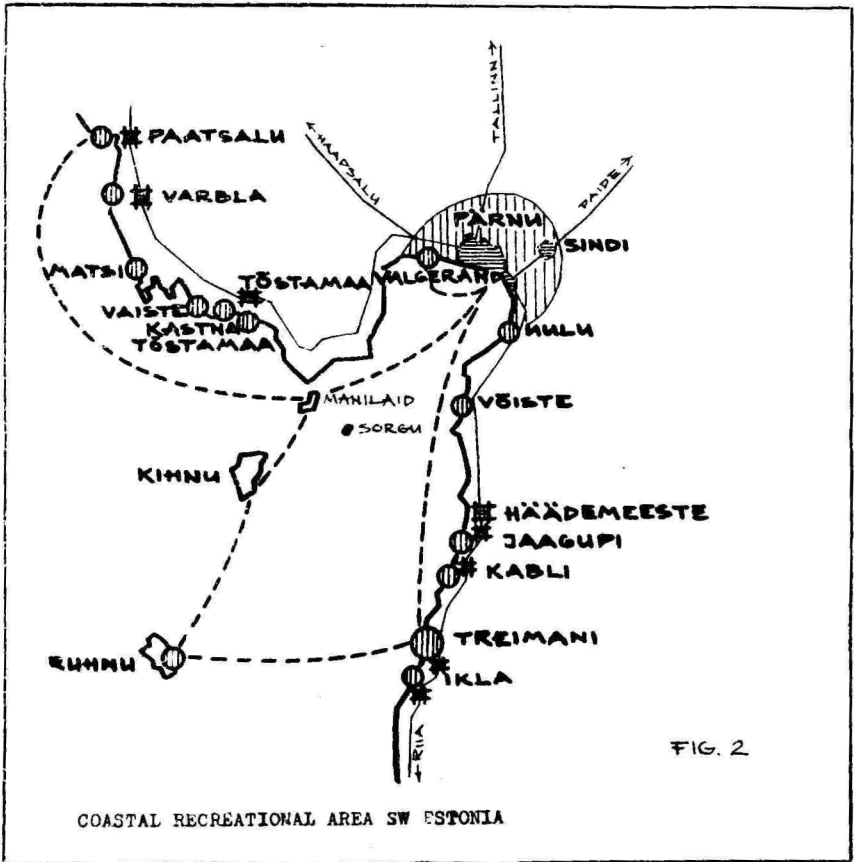 PAATSALU
VARBLA
MATSI
VAISTE
KASTNA
TÕSTAMAA
TÕSTAMAA
HAAPSALU
TALLINN
PAIDE
PÄRNU
SINDI
VALGERAND
VÕISTE
MANILAID
SORGU
KIHNU
HÄÄDEMEESTE
JAAGUPI
KABLI
TREIMANI
RUHNU
IKLA
RIIA
FIG. 2
COASTAL RECREATIONAL AREA SW ESTONIA